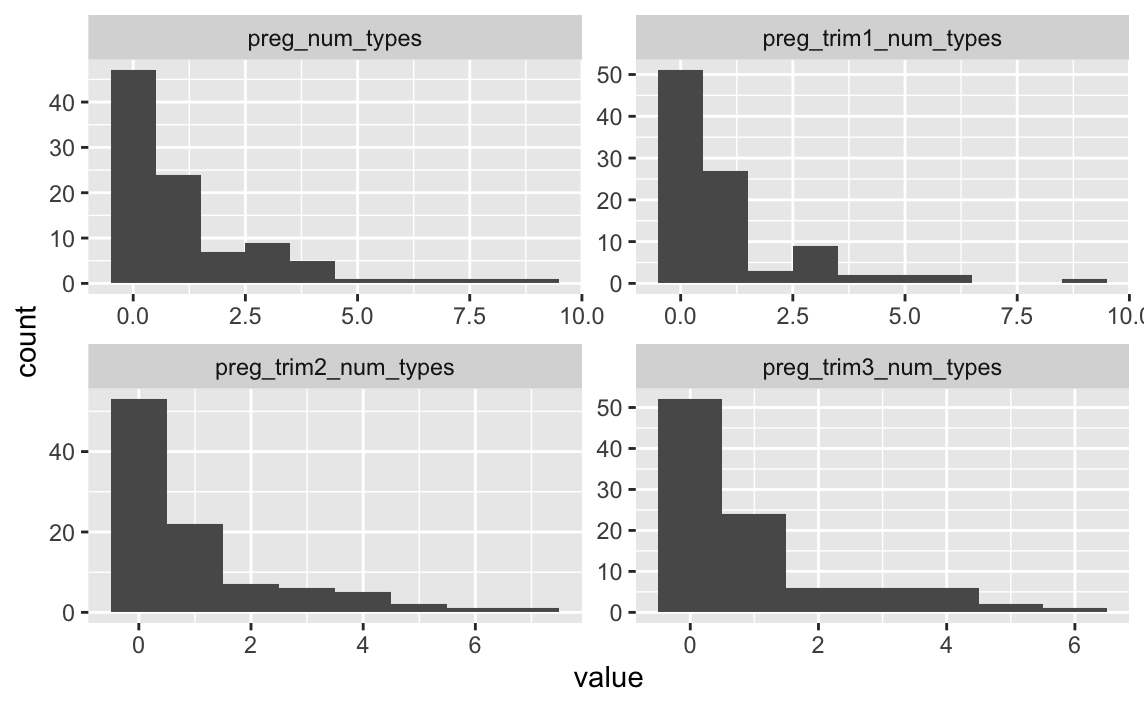 preg_num_types
preg_trim1_num_types
40
30
20
10
0
50
40
30
20
10
0
0.0 2.5 5.0 7.5 10.0
0.0 2.5 5.0 7.5 10.0
count
preg_trim2_num_types
preg_trim3_num_types
40
20
0
50
40
30
20
10
0
0 2 4 6
0 2 4 6
value